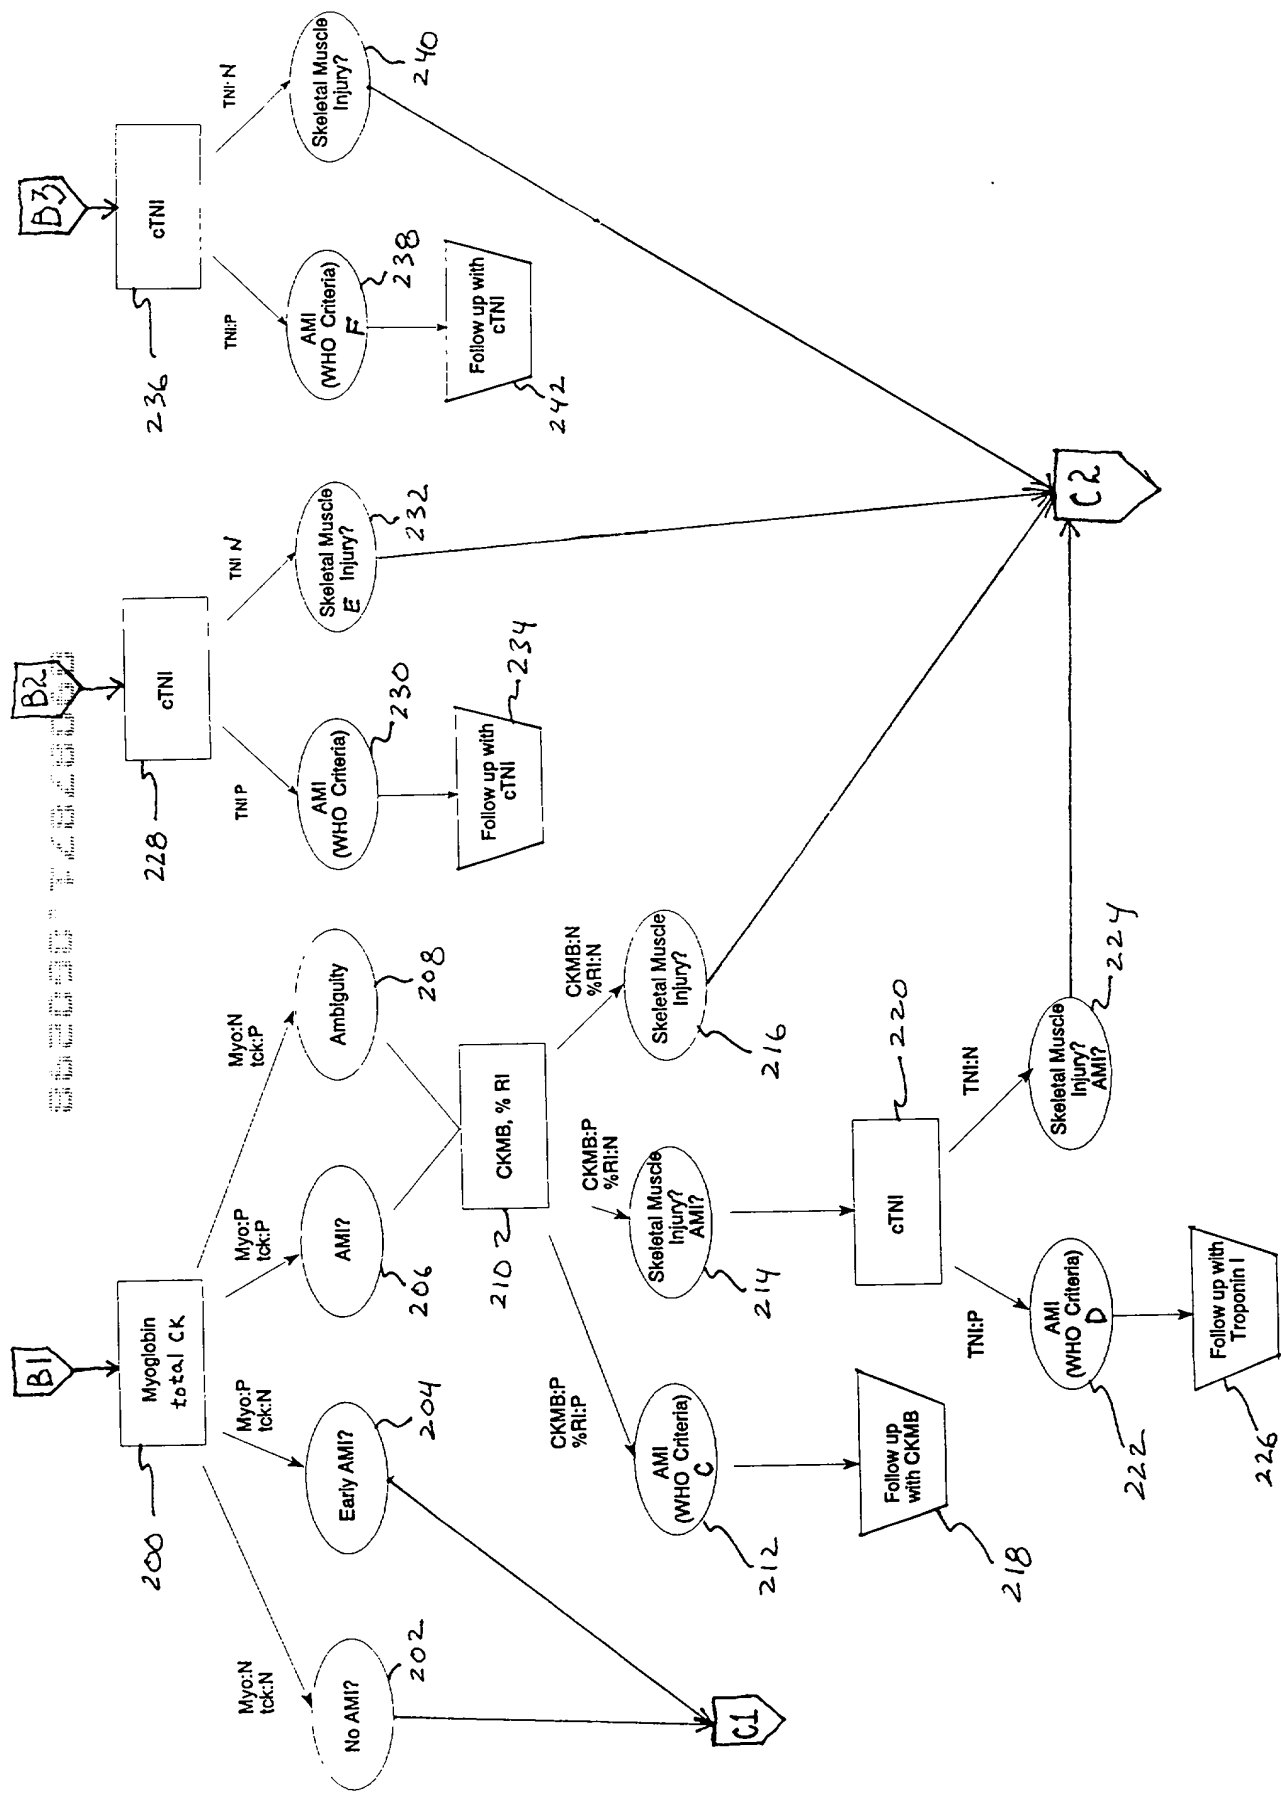 B1
Myoglobin
total CK
200
Myo:N
tck:N
Myo:P
tck:N
Myo:P
tck:P
Myo:N
tck:P
No AMI?
202
Early AMI?
204
AMI?
206
Ambiguity
208
C1
CKMB, % RI
210
CKMB:P
%RI:P
CKMB:P
%RI:N
CKMB:N
%RI:N
AMI
(WHO Criteria)
C
212
Skeletal Muscle
Injury?
AMI?
214
Skeletal Muscle
Injury?
216
Follow up
with CKMB
218
cTNI
220
TNI:P
TNI:N
AMI
(WHO Criteria)
D
222
Skeletal Muscle
Injury?
AMI?
224
Follow up with
Troponin I
226
B2
cTNI
228
TNI P
TNI N
AMI
(WHO Criteria)
230
Skeletal Muscle
Injury?
E
232
Follow up with
cTNI
234
B3
cTNI
236
TNI:P
TNI:N
AMI
(WHO Criteria)
F
238
Skeletal Muscle
Injury?
240
Follow up with
cTNI
242
C2